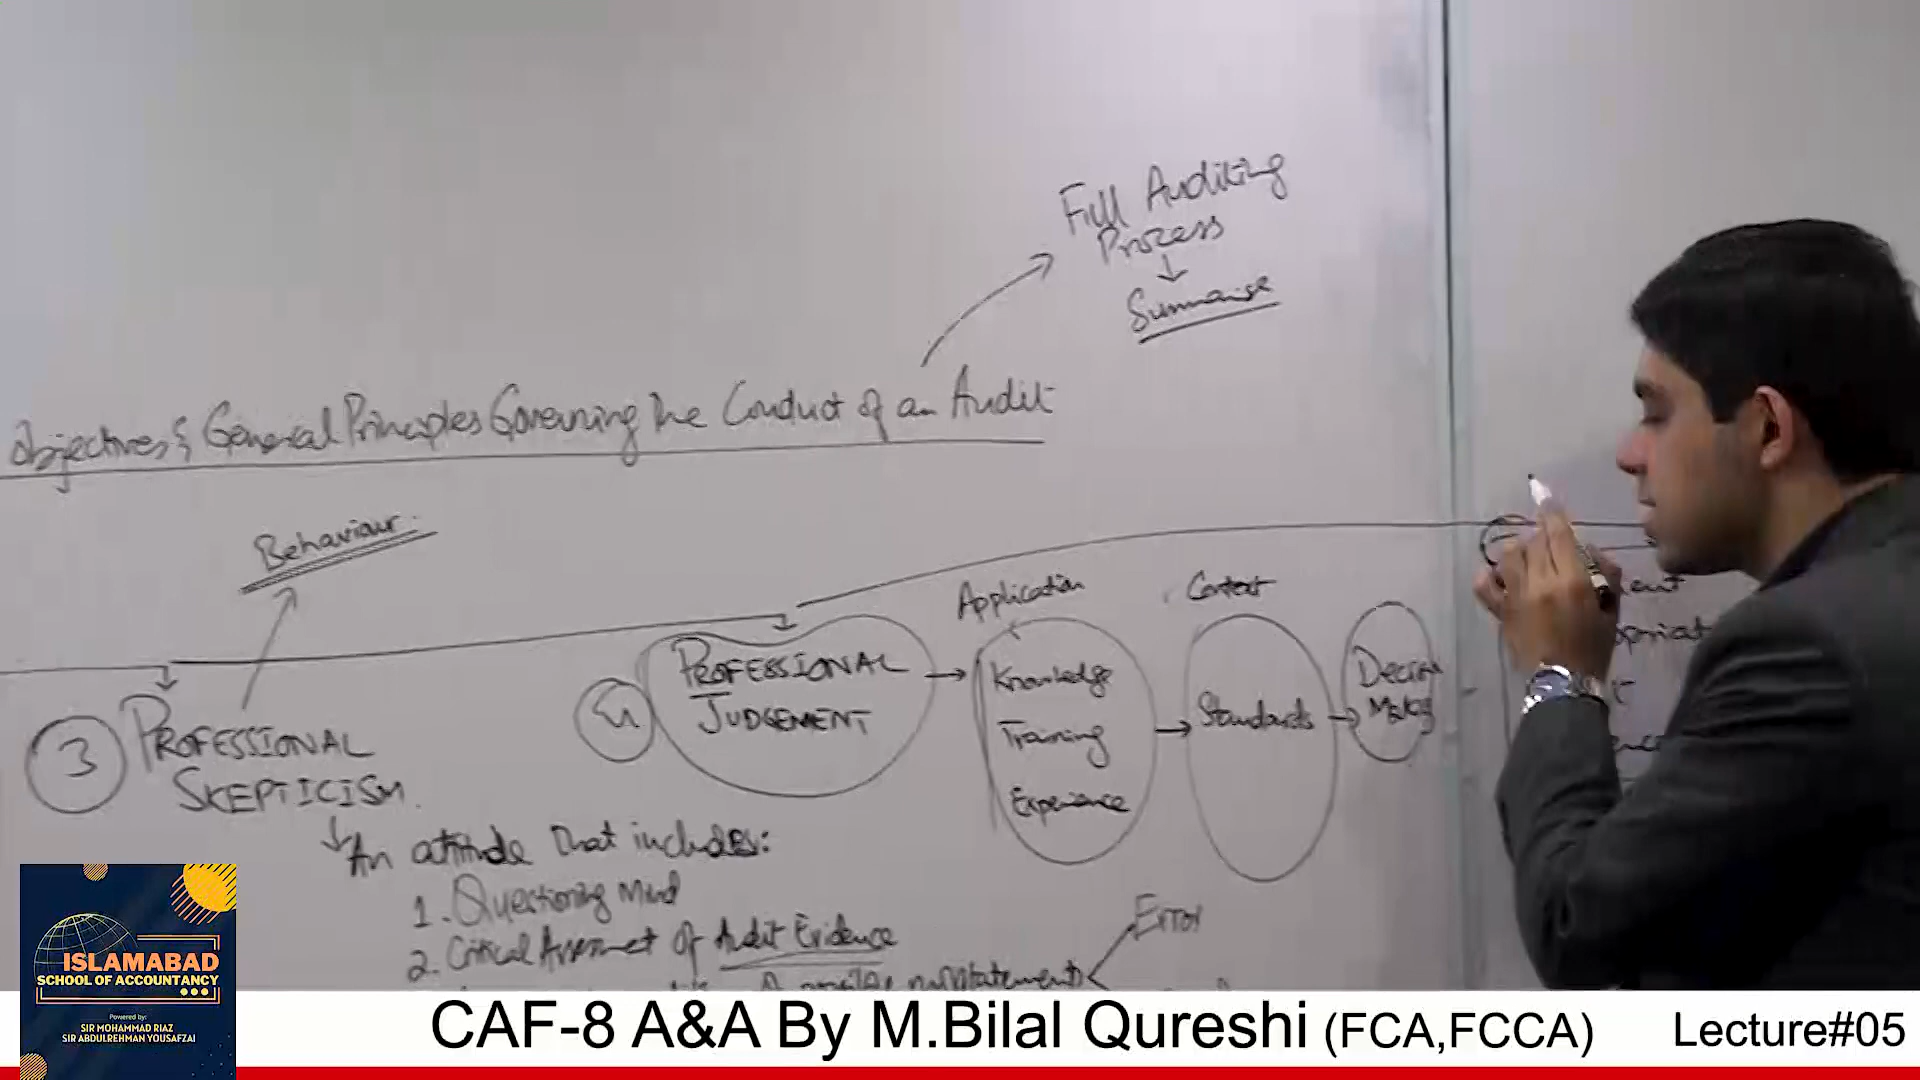 Full Auditing
Process
Summarise
Objectives & General Principles Governing The Conduct of an Audit
Behaviour
3 PROFESSIONAL
SKEPTICISM
An attitude that includes:
1. Questioning Mind
2. Critical Assessment of Audit Evidence
misstatements
Error
4
PROFESSIONAL
JUDGEMENT
Application
Knowledge
Training
Experience
Context
Standards
Decision
Making
ISLAMABAD
SCHOOL OF ACCOUNTANCY
Powered by:
SIR MOHAMMAD RIAZ
SIR ABDULREHMAN YOUSAFZAI
CAF-8 A&A By M.Bilal Qureshi (FCA,FCCA)
Lecture#05